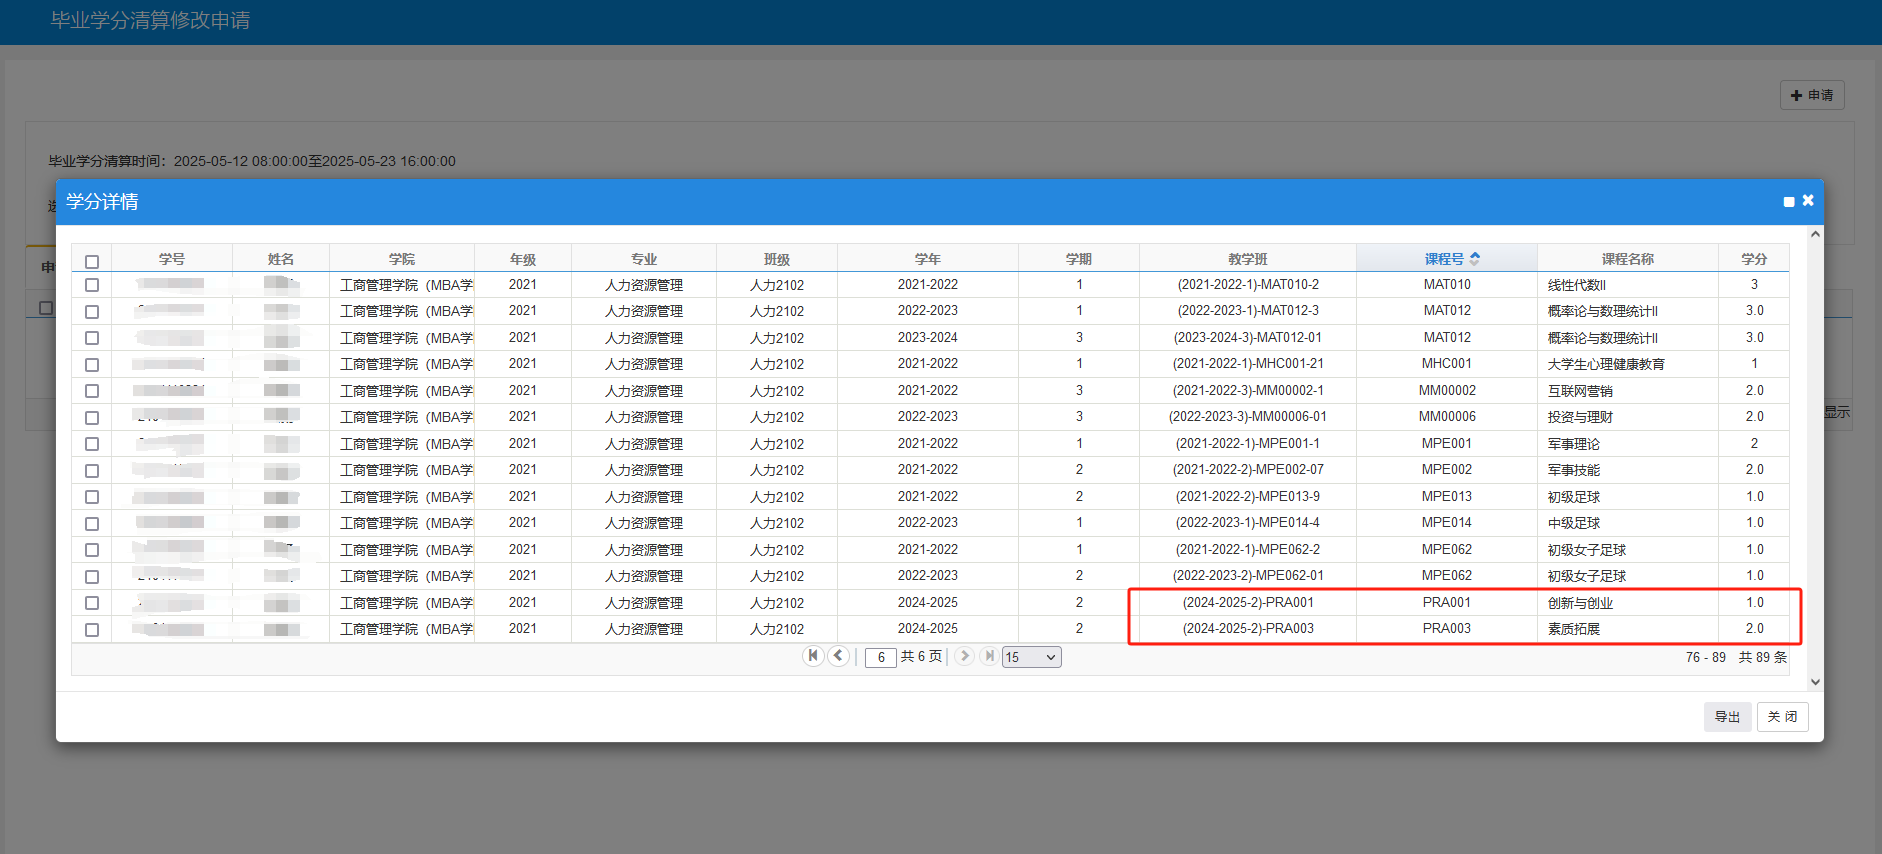 毕业学分清算修改申请
申请
毕业学分清算时间：2025-05-12 08:00:00至2025-05-23 16:00:00
学分详情
学号 姓名 学院 年级 专业 班级 学年 学期 教学班 课程号 课程名称 学分
工商管理学院（MBA学 2021 人力资源管理 人力2102 2021-2022 1 (2021-2022-1)-MAT010-2 MAT010 线性代数II 3
工商管理学院（MBA学 2021 人力资源管理 人力2102 2022-2023 1 (2022-2023-1)-MAT012-3 MAT012 概率论与数理统计II 3.0
工商管理学院（MBA学 2021 人力资源管理 人力2102 2023-2024 3 (2023-2024-3)-MAT012-01 MAT012 概率论与数理统计II 3.0
工商管理学院（MBA学 2021 人力资源管理 人力2102 2021-2022 1 (2021-2022-1)-MHC001-21 MHC001 大学生心理健康教育 1
工商管理学院（MBA学 2021 人力资源管理 人力2102 2021-2022 3 (2021-2022-3)-MM00002-1 MM00002 互联网营销 2.0
工商管理学院（MBA学 2021 人力资源管理 人力2102 2022-2023 3 (2022-2023-3)-MM00006-01 MM00006 投资与理财 2.0
工商管理学院（MBA学 2021 人力资源管理 人力2102 2021-2022 1 (2021-2022-1)-MPE001-1 MPE001 军事理论 2
工商管理学院（MBA学 2021 人力资源管理 人力2102 2021-2022 2 (2021-2022-2)-MPE002-07 MPE002 军事技能 2.0
工商管理学院（MBA学 2021 人力资源管理 人力2102 2021-2022 2 (2021-2022-2)-MPE013-9 MPE013 初级足球 1.0
工商管理学院（MBA学 2021 人力资源管理 人力2102 2022-2023 1 (2022-2023-1)-MPE014-4 MPE014 中级足球 1.0
工商管理学院（MBA学 2021 人力资源管理 人力2102 2021-2022 1 (2021-2022-1)-MPE062-2 MPE062 初级女子足球 1.0
工商管理学院（MBA学 2021 人力资源管理 人力2102 2022-2023 2 (2022-2023-2)-MPE062-01 MPE062 初级女子足球 1.0
工商管理学院（MBA学 2021 人力资源管理 人力2102 2024-2025 2 (2024-2025-2)-PRA001 PRA001 创新与创业 1.0
工商管理学院（MBA学 2021 人力资源管理 人力2102 2024-2025 2 (2024-2025-2)-PRA003 PRA003 素质拓展 2.0
6 共 6 页 15 76 - 89 共 89 条
显示
导出 关 闭